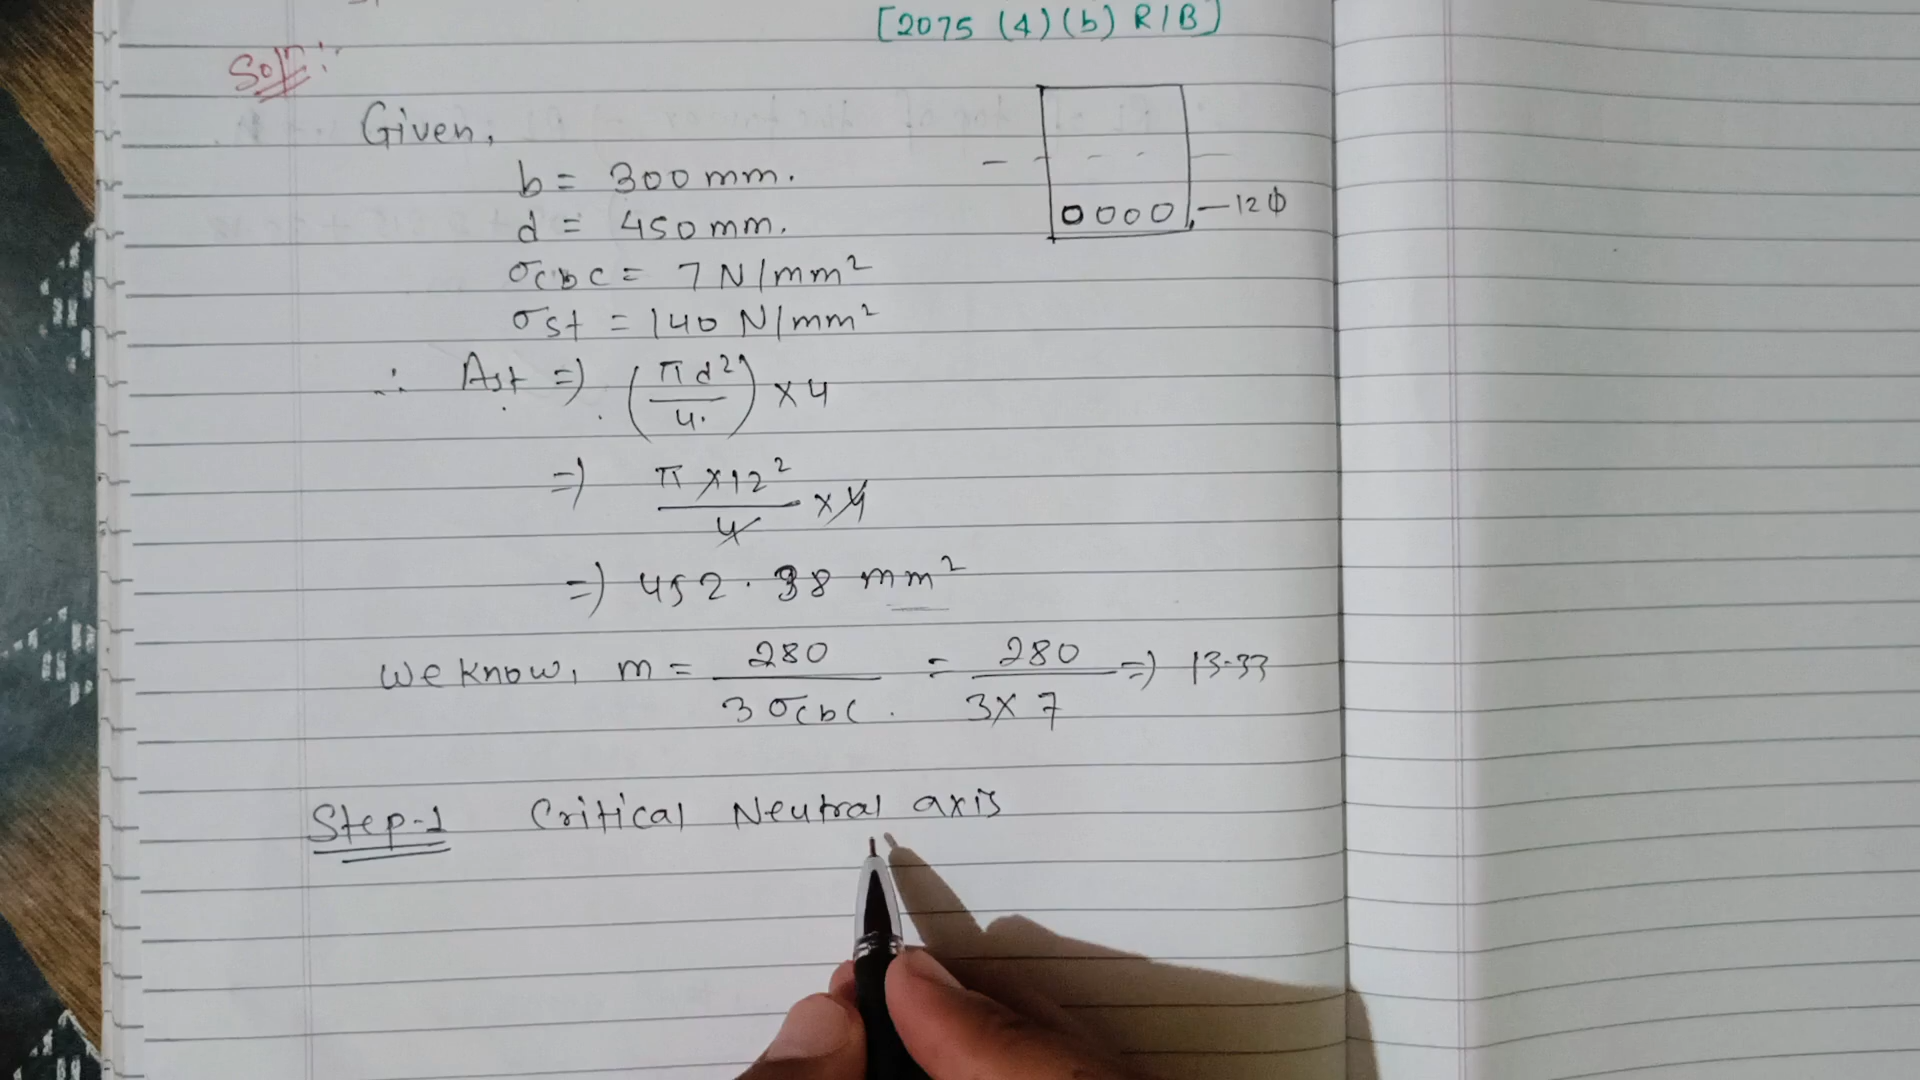 [2075 (4)(b) R/B]
Soln:-
Given,
b = 300 mm.
d = 450 mm.
0000 —12ϕ
σcbc = 7 N/mm²
σst = 140 N/mm²
∴ Ast ⇒ (πd²/4.) × 4
⇒ π×12²/4 × 4
⇒ 452.38 mm²
We know, m = 280/3σcbc. = 280/3×7 ⇒ 13.33
Step-1 Critical Neutral axis